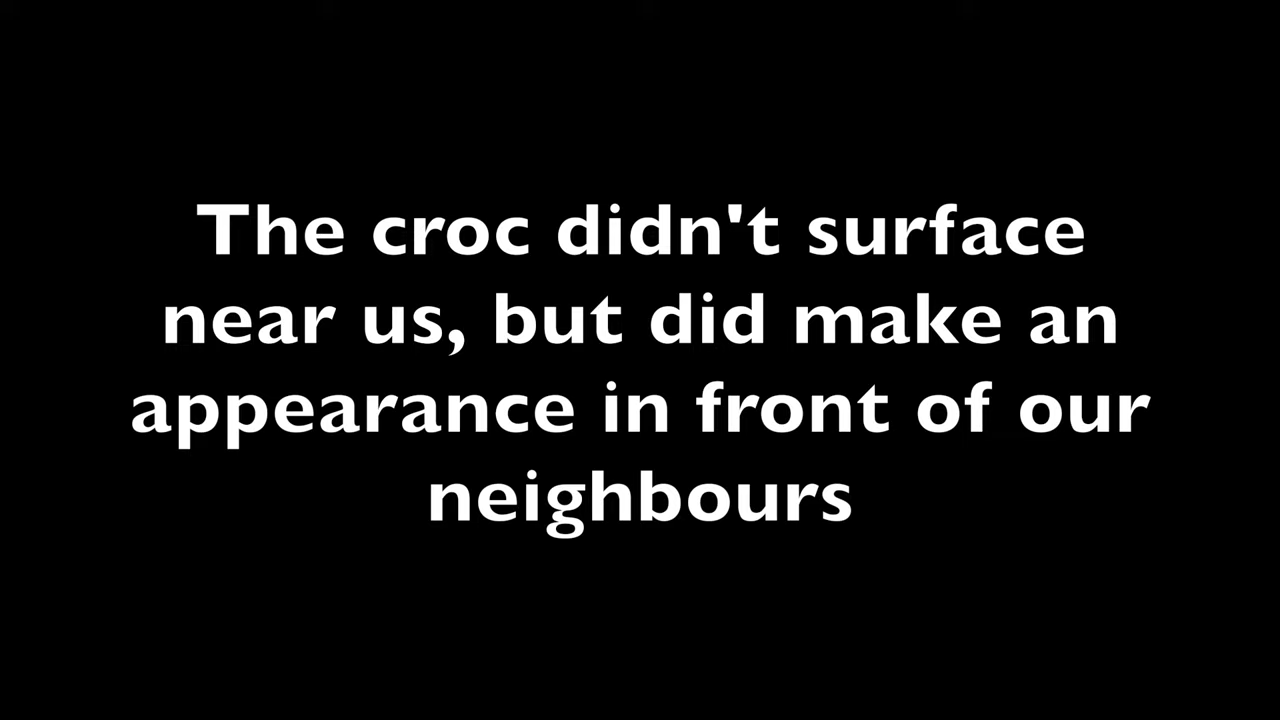 The croc didn't surface
near us, but did make an
appearance in front of our
neighbours